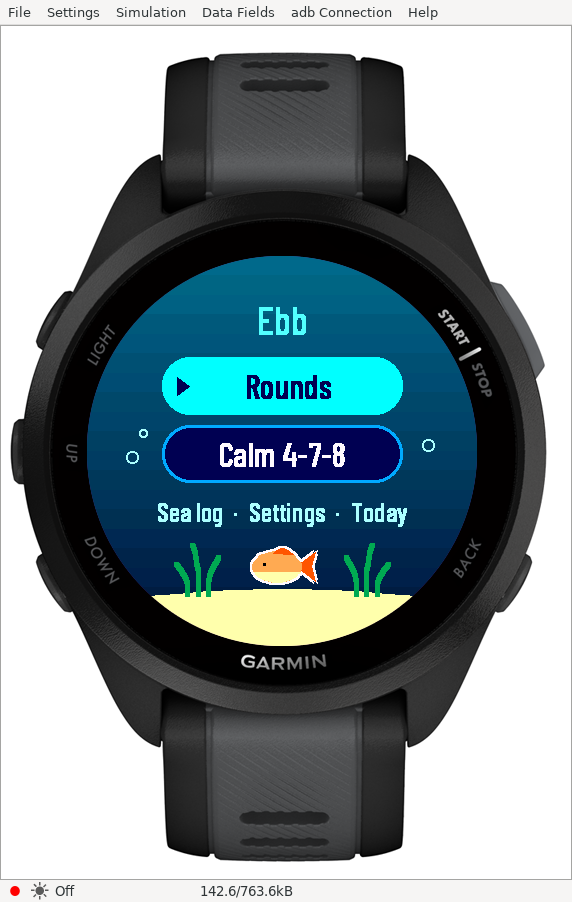 File Settings Simulation Data Fields adb Connection Help
START
STOP
LIGHT
Ebb
Rounds
UP
Calm 4-7-8
Sea log · Settings · Today
DOWN
BACK
GARMIN
Off 142.6/763.6kB